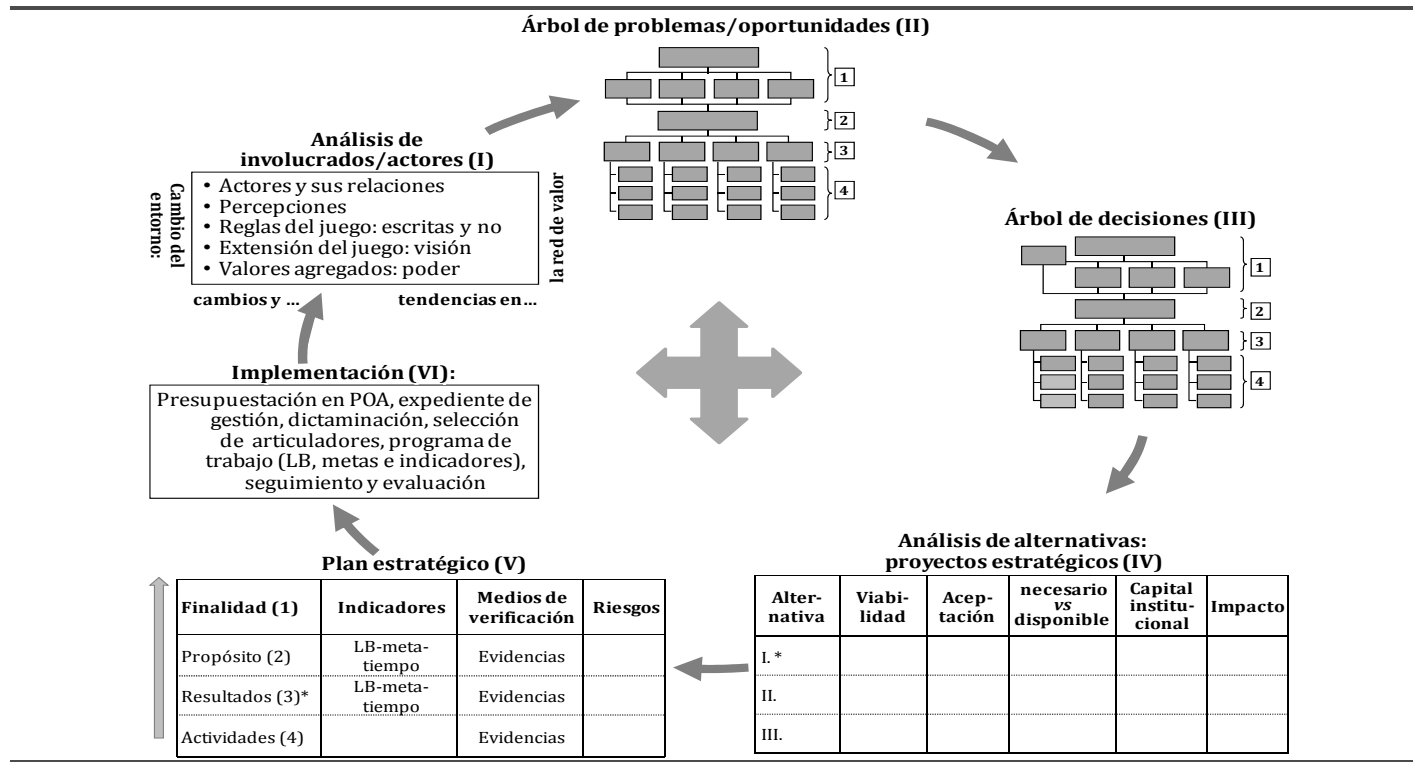 Árbol de problemas/oportunidades (II)
1
2
3
4
Análisis de
involucrados/actores (I)
Cambio del
entorno:
• Actores y sus relaciones
• Percepciones
• Reglas del juego: escritas y no
• Extensión del juego: visión
• Valores agregados: poder
la red de valor
cambios y ...
tendencias en...
Árbol de decisiones (III)
1
2
3
4
Implementación (VI):
Presupuestación en POA, expediente de
gestión, dictaminación, selección
de articuladores, programa de
trabajo (LB, metas e indicadores),
seguimiento y evaluación
Análisis de alternativas:
proyectos estratégicos (IV)
Alter-
nativa
Viabi-
lidad
Acep-
tación
necesario
vs
disponible
Capital
institu-
cional
Impacto
I. *
II.
III.
Plan estratégico (V)
Finalidad (1)
Indicadores
Medios de
verificación
Riesgos
Propósito (2)
LB-meta-
tiempo
Evidencias
Resultados (3)*
LB-meta-
tiempo
Evidencias
Actividades (4)
Evidencias